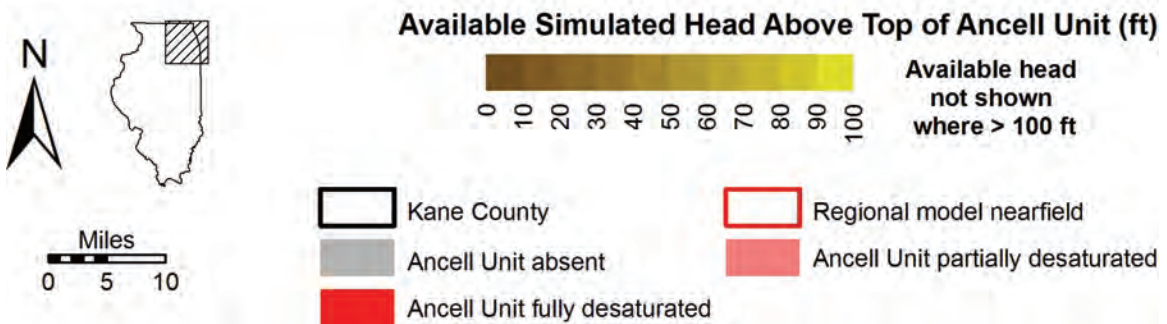 Available Simulated Head Above Top of Ancell Unit (ft)
N
0 10 20 30 40 50 60 70 80 90 100
Available head
not shown
where > 100 ft
Miles
0 5 10
Kane County
Ancell Unit absent
Ancell Unit fully desaturated
Regional model nearfield
Ancell Unit partially desaturated